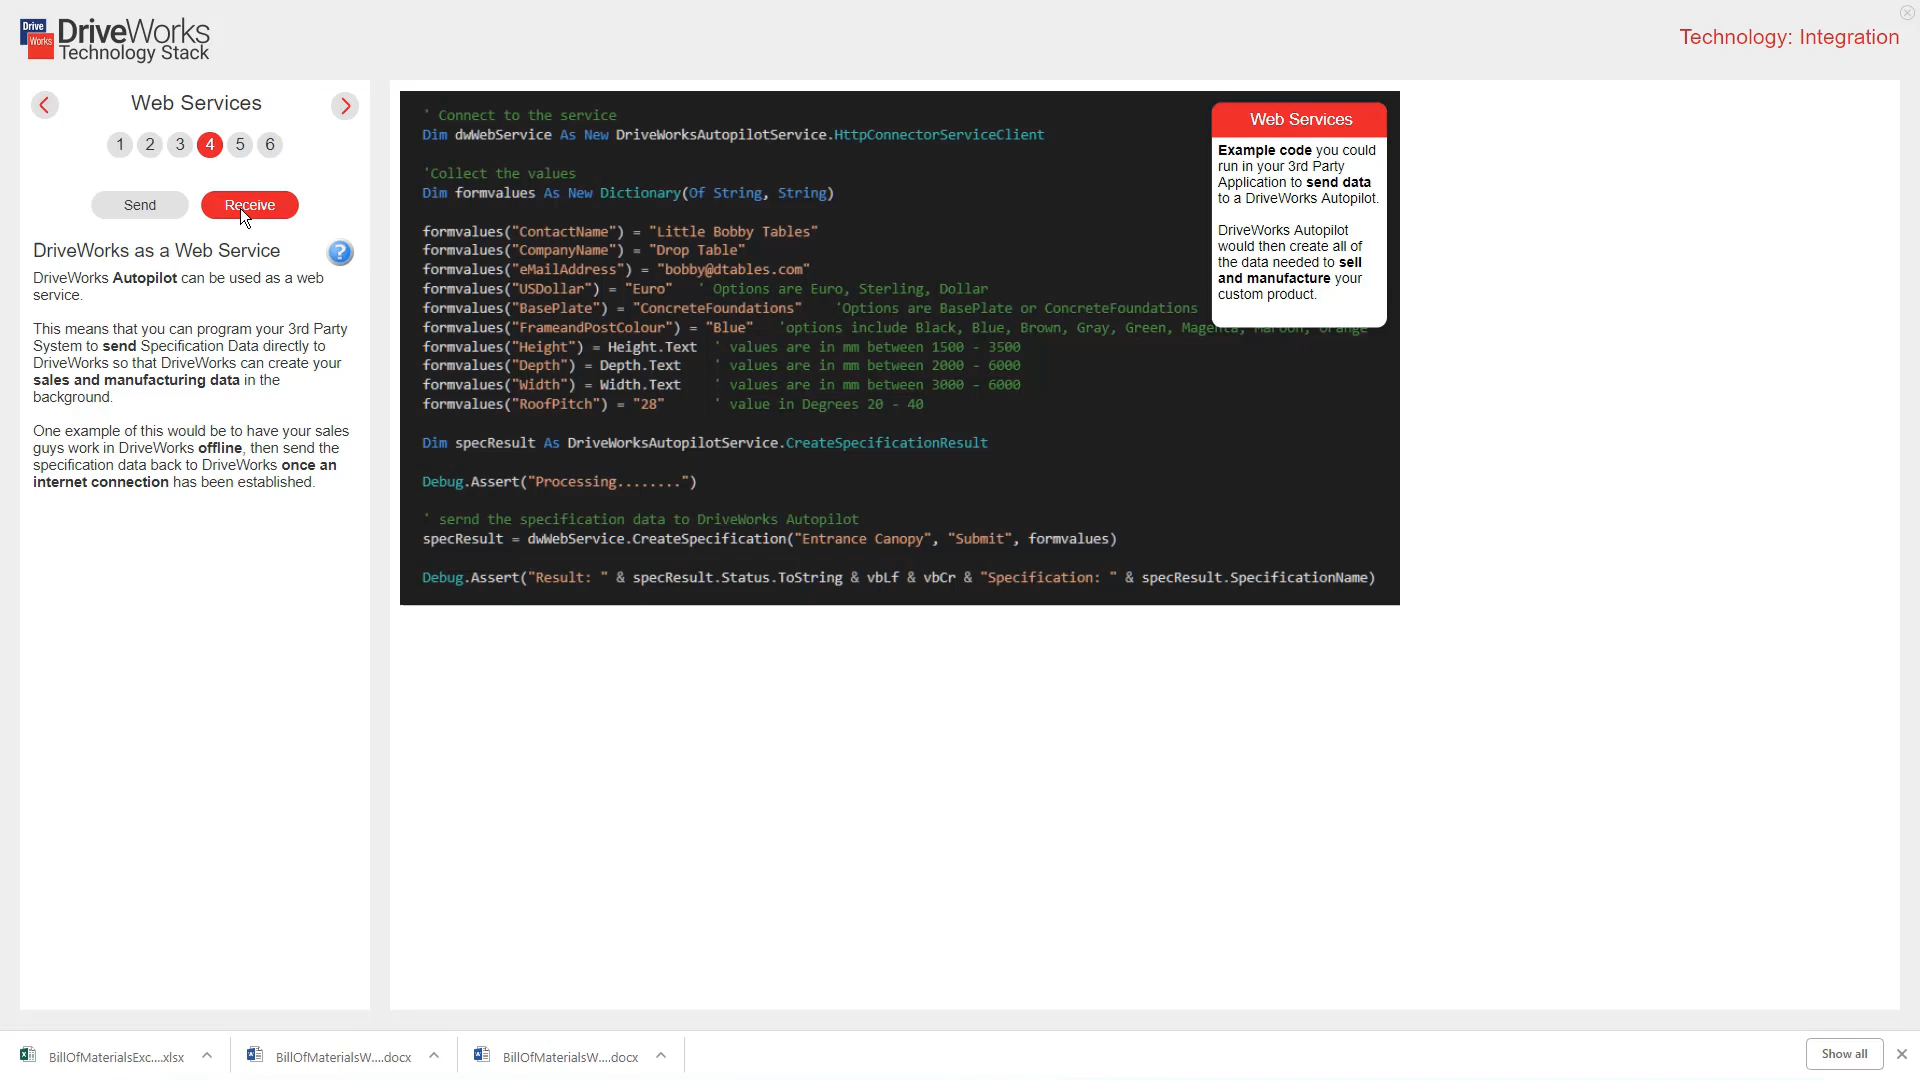 Drive
Works
DriveWorks
Technology Stack
Technology: Integration
Web Services
1 2 3 4 5 6
Send Receive
DriveWorks as a Web Service
?
DriveWorks Autopilot can be used as a web
service.
This means that you can program your 3rd Party
System to send Specification Data directly to
DriveWorks so that DriveWorks can create your
sales and manufacturing data in the
background.
One example of this would be to have your sales
guys work in DriveWorks offline, then send the
specification data back to DriveWorks once an
internet connection has been established.
' Connect to the service
Dim dwWebService As New DriveWorksAutopilotService.HttpConnectorServiceClient
'Collect the values
Dim formvalues As New Dictionary(Of String, String)
formvalues("ContactName") = "Little Bobby Tables"
formvalues("CompanyName") = "Drop Table"
formvalues("eMailAddress") = "bobby@dtables.com"
formvalues("USDollar") = "Euro" ' Options are Euro, Sterling, Dollar
formvalues("BasePlate") = "ConcreteFoundations" 'Options are BasePlate or ConcreteFoundations
formvalues("FrameandPostColour") = "Blue" 'options include Black, Blue, Brown, Gray, Green, Magenta, Maroon, Orange
formvalues("Height") = Height.Text ' values are in mm between 1500 - 3500
formvalues("Depth") = Depth.Text ' values are in mm between 2000 - 6000
formvalues("Width") = Width.Text ' values are in mm between 3000 - 6000
formvalues("RoofPitch") = "28" ' value in Degrees 20 - 40
Dim specResult As DriveWorksAutopilotService.CreateSpecificationResult
Debug.Assert("Processing........")
' sernd the specification data to DriveWorks Autopilot
specResult = dwWebService.CreateSpecification("Entrance Canopy", "Submit", formvalues)
Debug.Assert("Result: " & specResult.Status.ToString & vbLf & vbCr & "Specification: " & specResult.SpecificationName)
Web Services
Example code you could
run in your 3rd Party
Application to send data
to a DriveWorks Autopilot.
DriveWorks Autopilot
would then create all of
the data needed to sell
and manufacture your
custom product.
BillOfMaterialsExc....xlsx
BillOfMaterialsW....docx
BillOfMaterialsW....docx
Show all